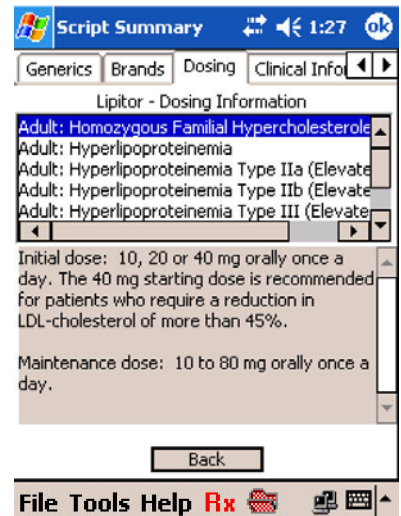 Script Summary 1:27 ok
Generics Brands Dosing Clinical Infor
Lipitor - Dosing Information
Adult: Homozygous Familial Hypercholesterole
Adult: Hyperlipoproteinemia
Adult: Hyperlipoproteinemia Type IIa (Elevate
Adult: Hyperlipoproteinemia Type IIb (Elevate
Adult: Hyperlipoproteinemia Type III (Elevate
Initial dose: 10, 20 or 40 mg orally once a
day. The 40 mg starting dose is recommended
for patients who require a reduction in
LDL-cholesterol of more than 45%.
Maintenance dose: 10 to 80 mg orally once a
day.
Back
File Tools Help Rx